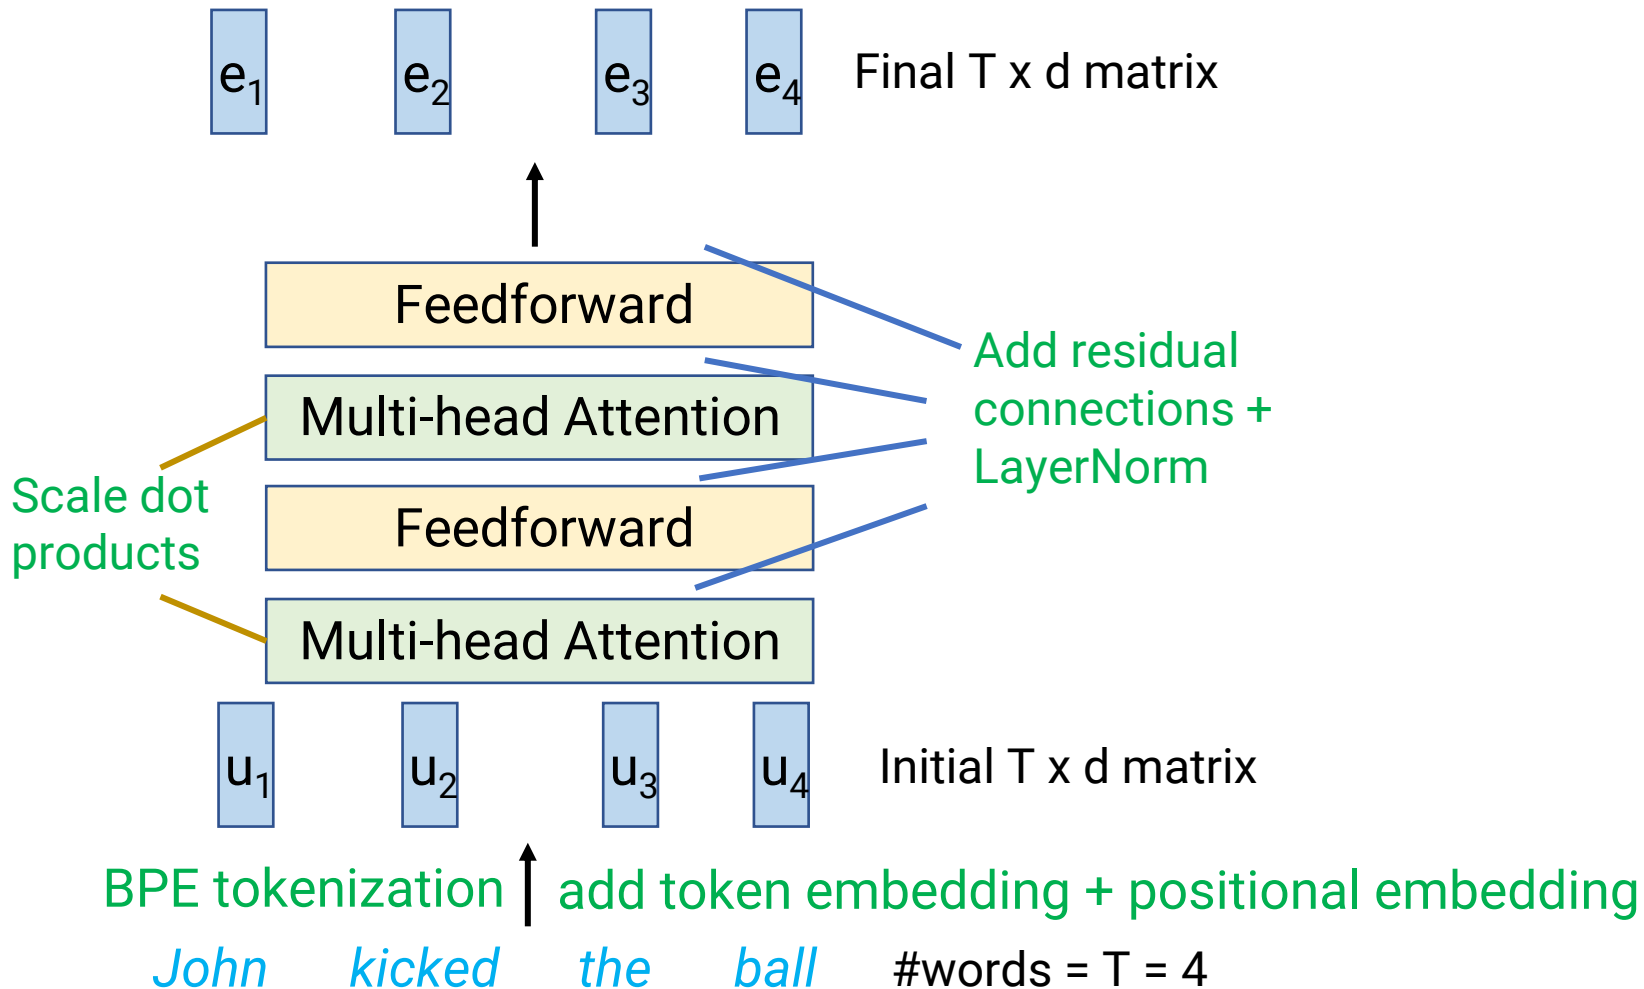 e1 e2 e3 e4 Final T x d matrix
Feedforward
Multi-head Attention
Feedforward
Multi-head Attention
Add residual
connections +
LayerNorm
Scale dot
products
u1 u2 u3 u4 Initial T x d matrix
BPE tokenization add token embedding + positional embedding
John kicked the ball #words = T = 4